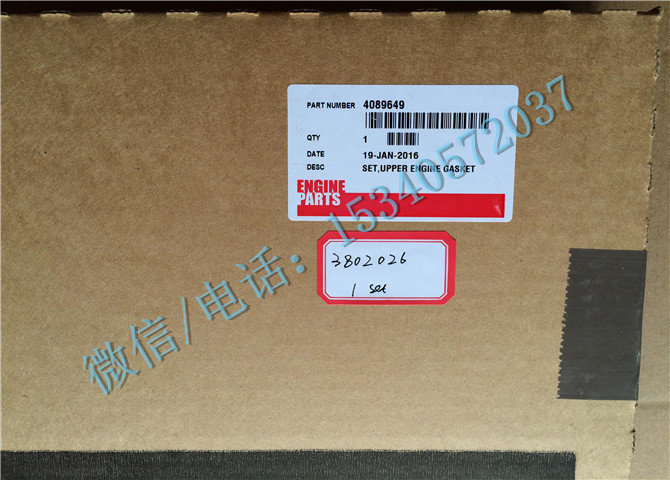 PART NUMBER 4089649
QTY 1
DATE 19-JAN-2016
DESC SET,UPPER ENGINE GASKET
ENGINE
PARTS
3802026
1 set
微信/电话：15340572037